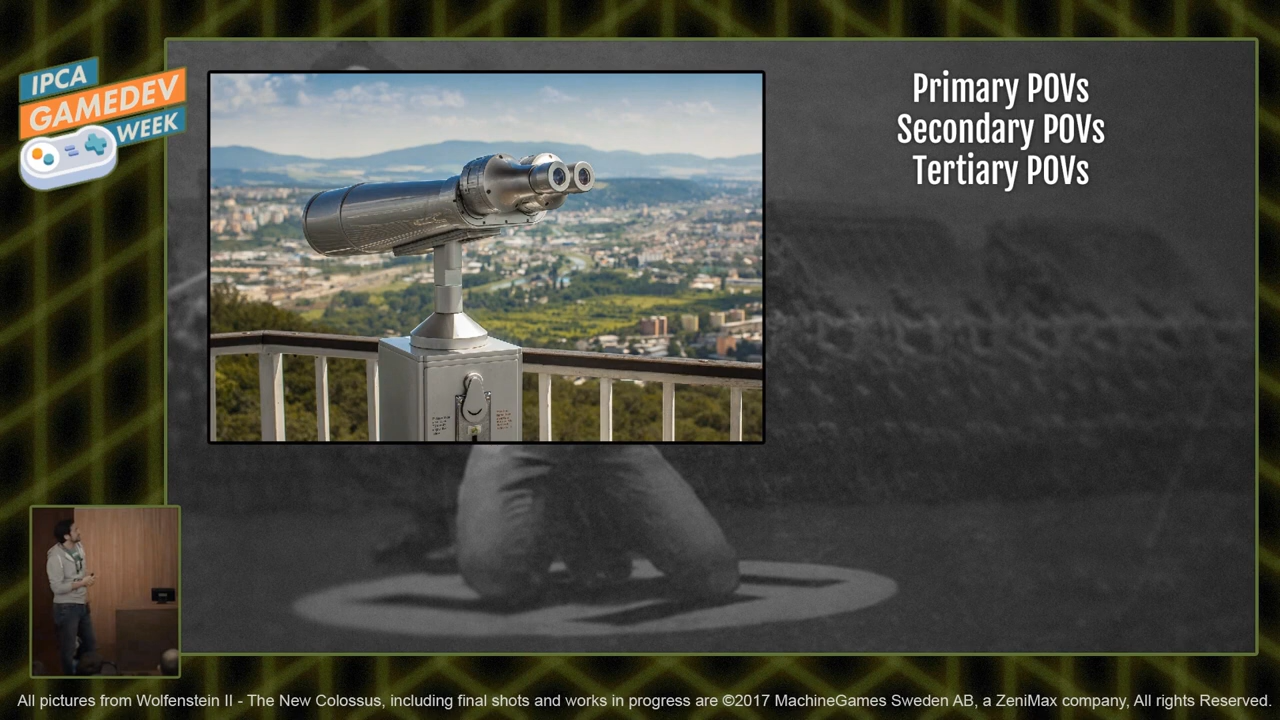 IPCA
GAMEDEV
WEEK
Primary POVs
Secondary POVs
Tertiary POVs
All pictures from Wolfenstein II - The New Colossus, including final shots and works in progress are ©2017 MachineGames Sweden AB, a ZeniMax company, All rights Reserved.